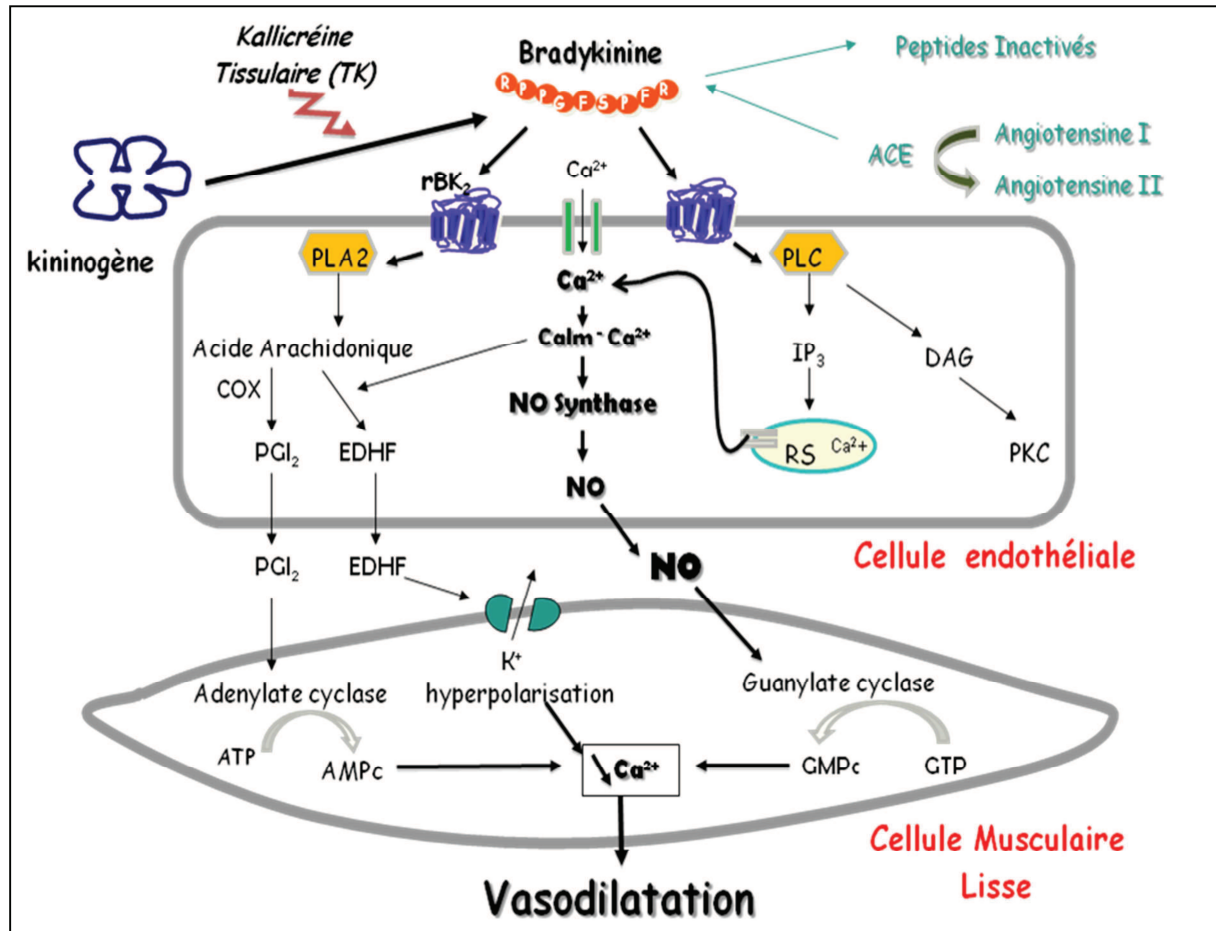 Kallicréine
Tissulaire (TK)
Bradykinine
R P P G F S P F R
Peptides Inactivés
ACE
Angiotensine I
Angiotensine II
kininogène
rBK₂
Ca²⁺
PLA2
PLC
Ca²⁺
Acide Arachidonique
Calm - Ca²⁺
IP₃
DAG
COX
NO Synthase
PGI₂
EDHF
RS
Ca²⁺
PKC
NO
Cellule endothéliale
PGI₂
EDHF
NO
K⁺
Adenylate cyclase
hyperpolarisation
Guanylate cyclase
ATP
AMPc
Ca²⁺
GMPc
GTP
Cellule Musculaire
Lisse
Vasodilatation